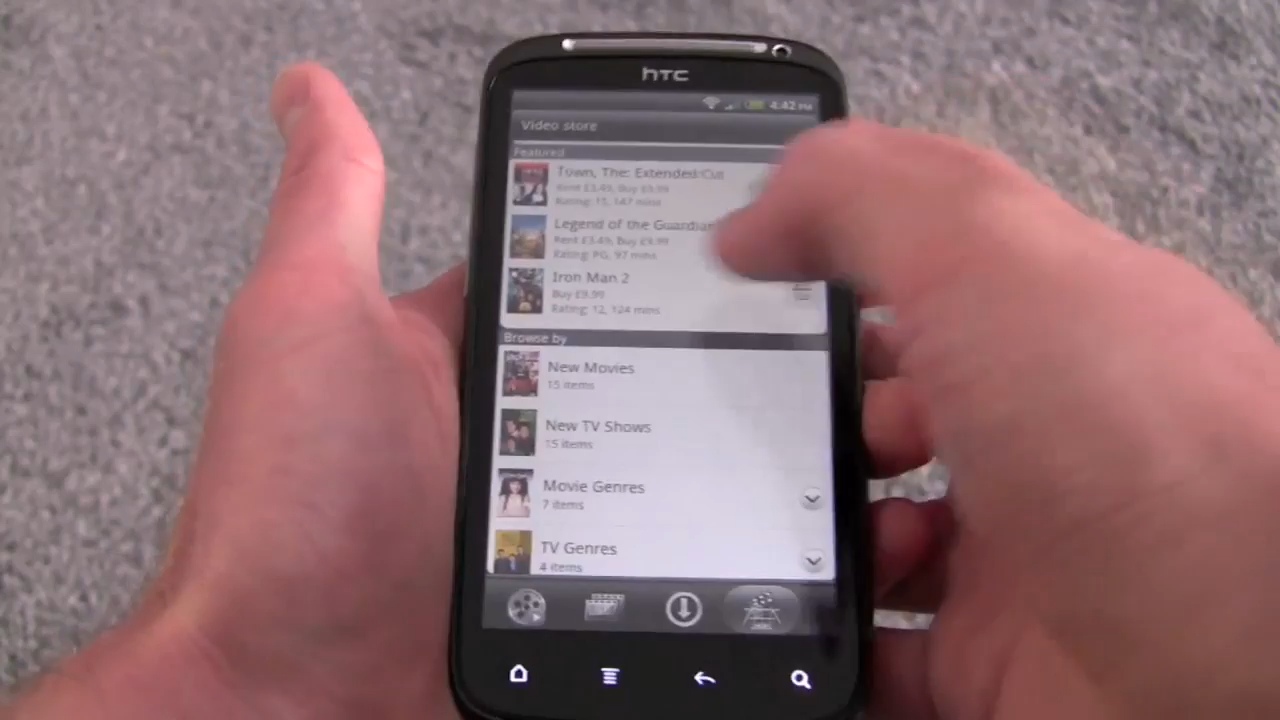 htc
4:42 PM
Video store
Featured
Town, The: Extended Cut
Rent £3.49, Buy £9.99
Rating: 15, 147 mins
Legend of the Guardian
Rent £3.49, Buy £9.99
Rating: PG, 97 mins
Iron Man 2
Buy £9.99
Rating: 12, 124 mins
Browse by
New Movies
15 items
New TV Shows
15 items
Movie Genres
7 items
TV Genres
4 items